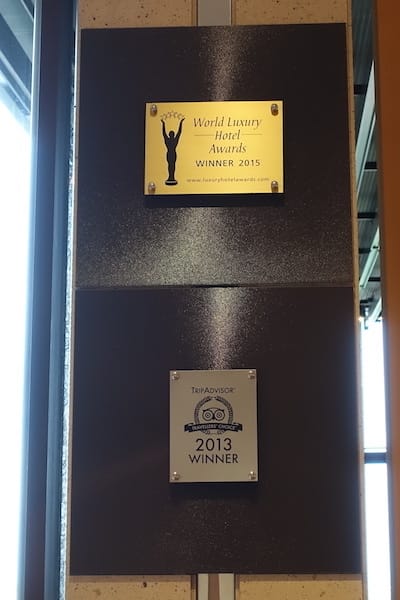 World Luxury
Hotel
Awards
WINNER 2015
www.luxuryhotelawards.com
TRIPADVISOR®
TRAVELLERS' CHOICE
2013
WINNER